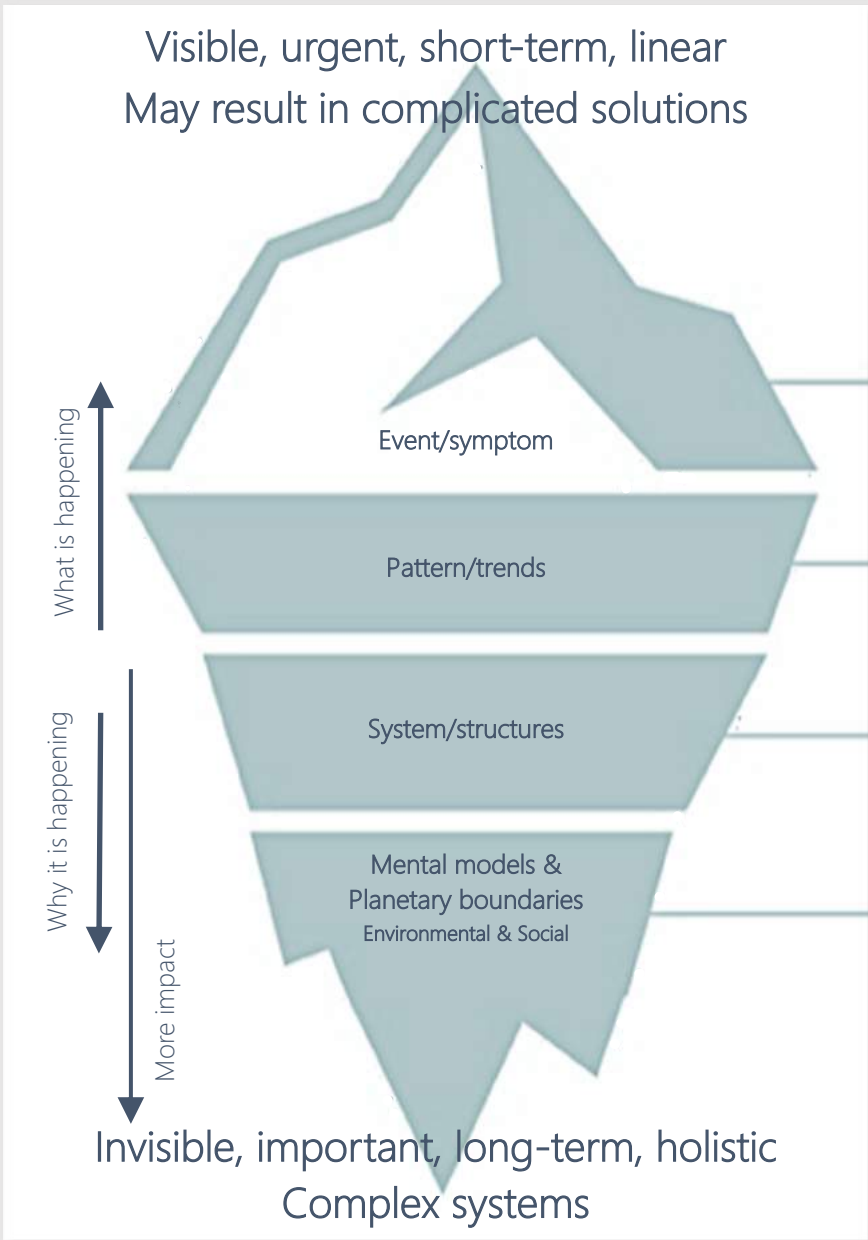 Visible, urgent, short-term, linear
May result in complicated solutions
Event/symptom
What is happening
Pattern/trends
System/structures
Why it is happening
Mental models &
Planetary boundaries
Environmental & Social
More impact
Invisible, important, long-term, holistic
Complex systems